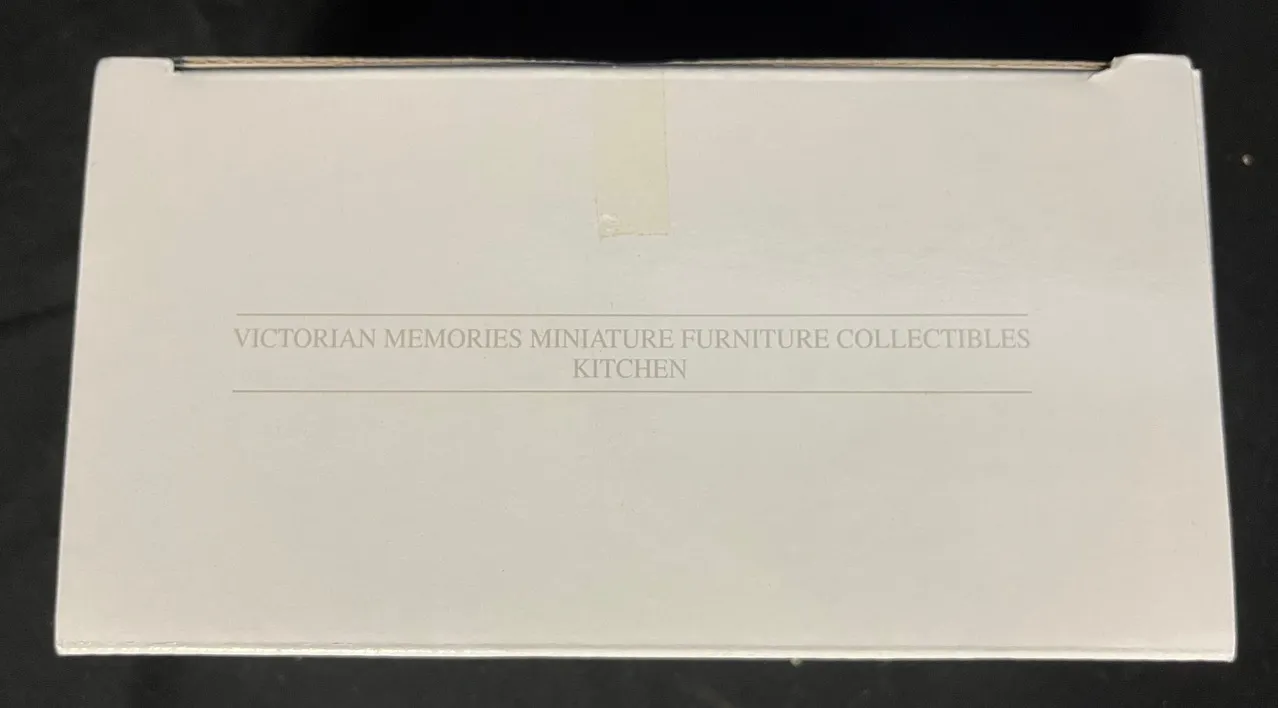 VICTORIAN MEMORIES MINIATURE FURNITURE COLLECTIBLES
KITCHEN